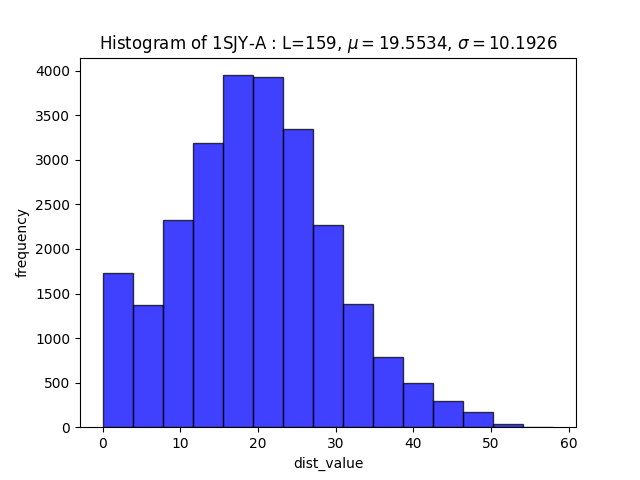 Histogram of 1SJY-A : L=159, μ = 19.5534, σ = 10.1926
4000
3500
3000
2500
2000
1500
1000
500
0
frequency
0 10 20 30 40 50 60
dist_value